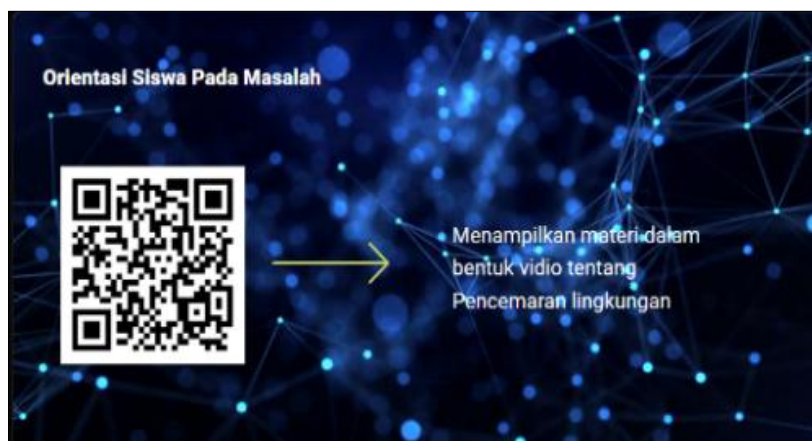 Orientasi Siswa Pada Masalah
Menampilkan materi dalam
bentuk vidio tentang
Pencemaran lingkungan